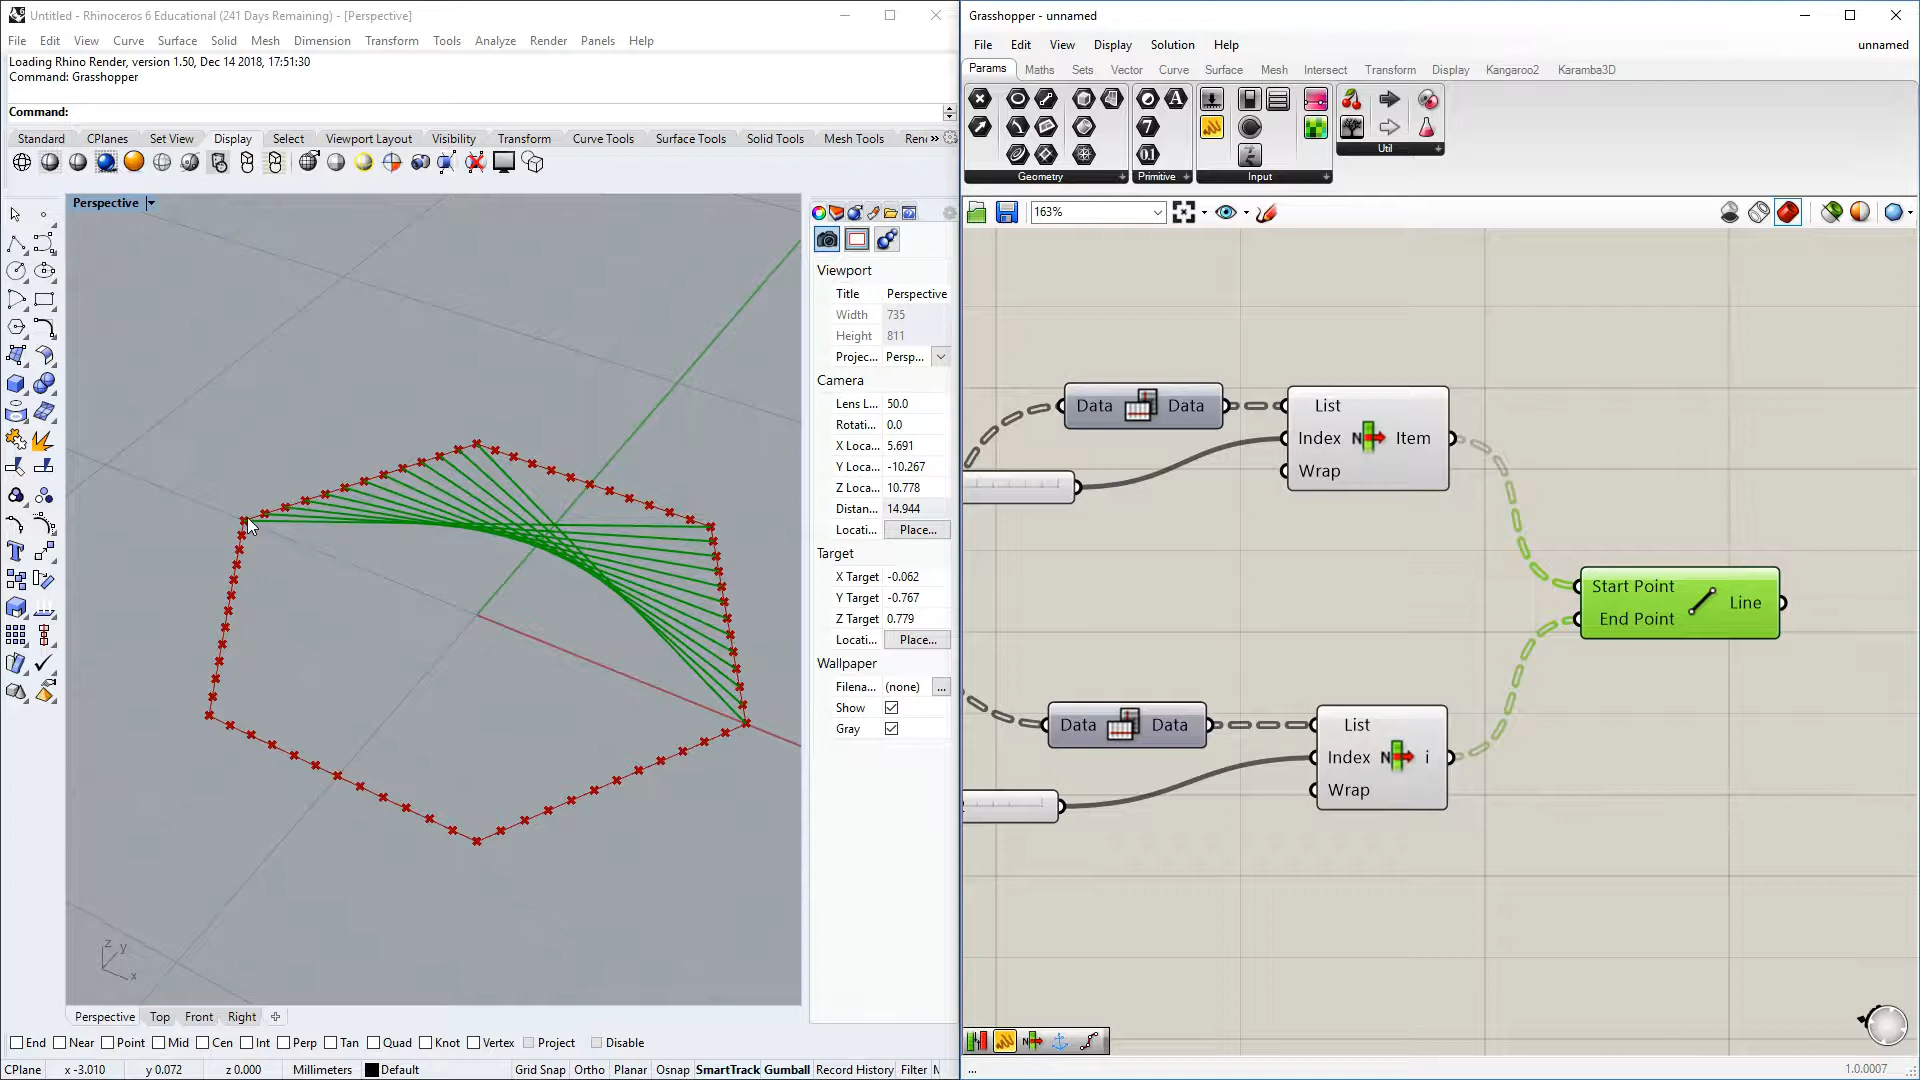 Untitled - Rhinoceros 6 Educational (241 Days Remaining) - [Perspective]
File Edit View Curve Surface Solid Mesh Dimension Transform Tools Analyze Render Panels Help
Loading Rhino Render, version 1.50, Dec 14 2018, 17:51:30
Command: Grasshopper
Command:
Standard CPlanes Set View Display Select Viewport Layout Visibility Transform Curve Tools Surface Tools Solid Tools Mesh Tools Ren »
Perspective
Viewport
Title Perspective
Width 735
Height 811
Projec... Persp...
Camera
Lens L... 50.0
Rotati... 0.0
X Loca... 5.691
Y Loca... -10.267
Z Loca... 10.778
Distan... 14.944
Locati... Place...
Target
X Target -0.062
Y Target -0.767
Z Target 0.779
Locati... Place...
Wallpaper
Filena... (none) ...
Show
Gray
z y
x
Perspective Top Front Right
End Near Point Mid Cen Int Perp Tan Quad Knot Vertex Project Disable
CPlane x -3.010 y 0.072 z 0.000 Millimeters Default Grid Snap Ortho Planar Osnap SmartTrack Gumball Record History Filter
Grasshopper - unnamed
File Edit View Display Solution Help unnamed
Params Maths Sets Vector Curve Surface Mesh Intersect Transform Display Kangaroo2 Karamba3D
A
7
0.1
Geometry Primitive Input Util
163%
Data Data
List
Index N Item
Wrap
Start Point
Line
End Point
Data Data
List
Index N i
Wrap
N
... 1.0.0007